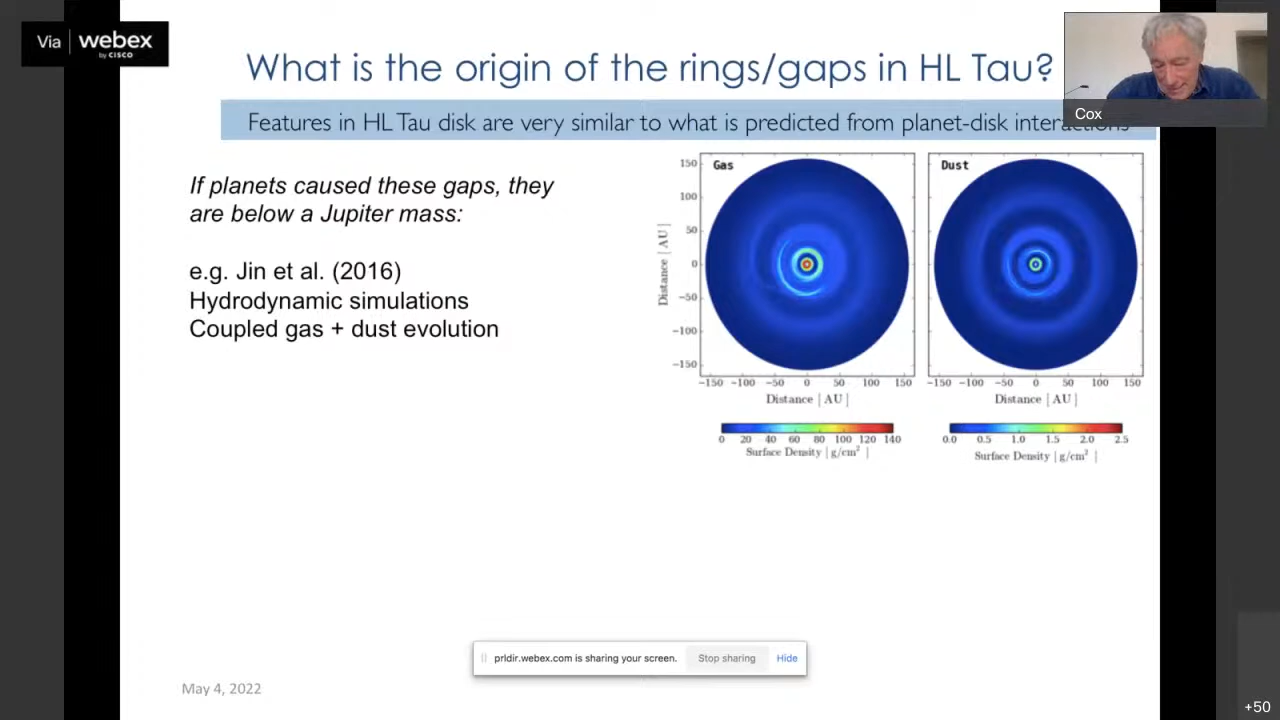 Via webex
by CISCO
What is the origin of the rings/gaps in HL Tau?
Cox
Features in HL Tau disk are very similar to what is predicted from planet-disk interactions
If planets caused these gaps, they
are below a Jupiter mass:
e.g. Jin et al. (2016)
Hydrodynamic simulations
Coupled gas + dust evolution
Gas
150
100
50
0
−50
−100
−150
Distance [AU]
−150 −100 −50 0 50 100 150
Distance [AU]
0 20 40 60 80 100 120 140
Surface Density [g/cm²]
Dust
−150 −100 −50 0 50 100 150
Distance [AU]
0.0 0.5 1.0 1.5 2.0 2.5
Surface Density [g/cm²]
prldir.webex.com is sharing your screen. Stop sharing Hide
May 4, 2022
+50